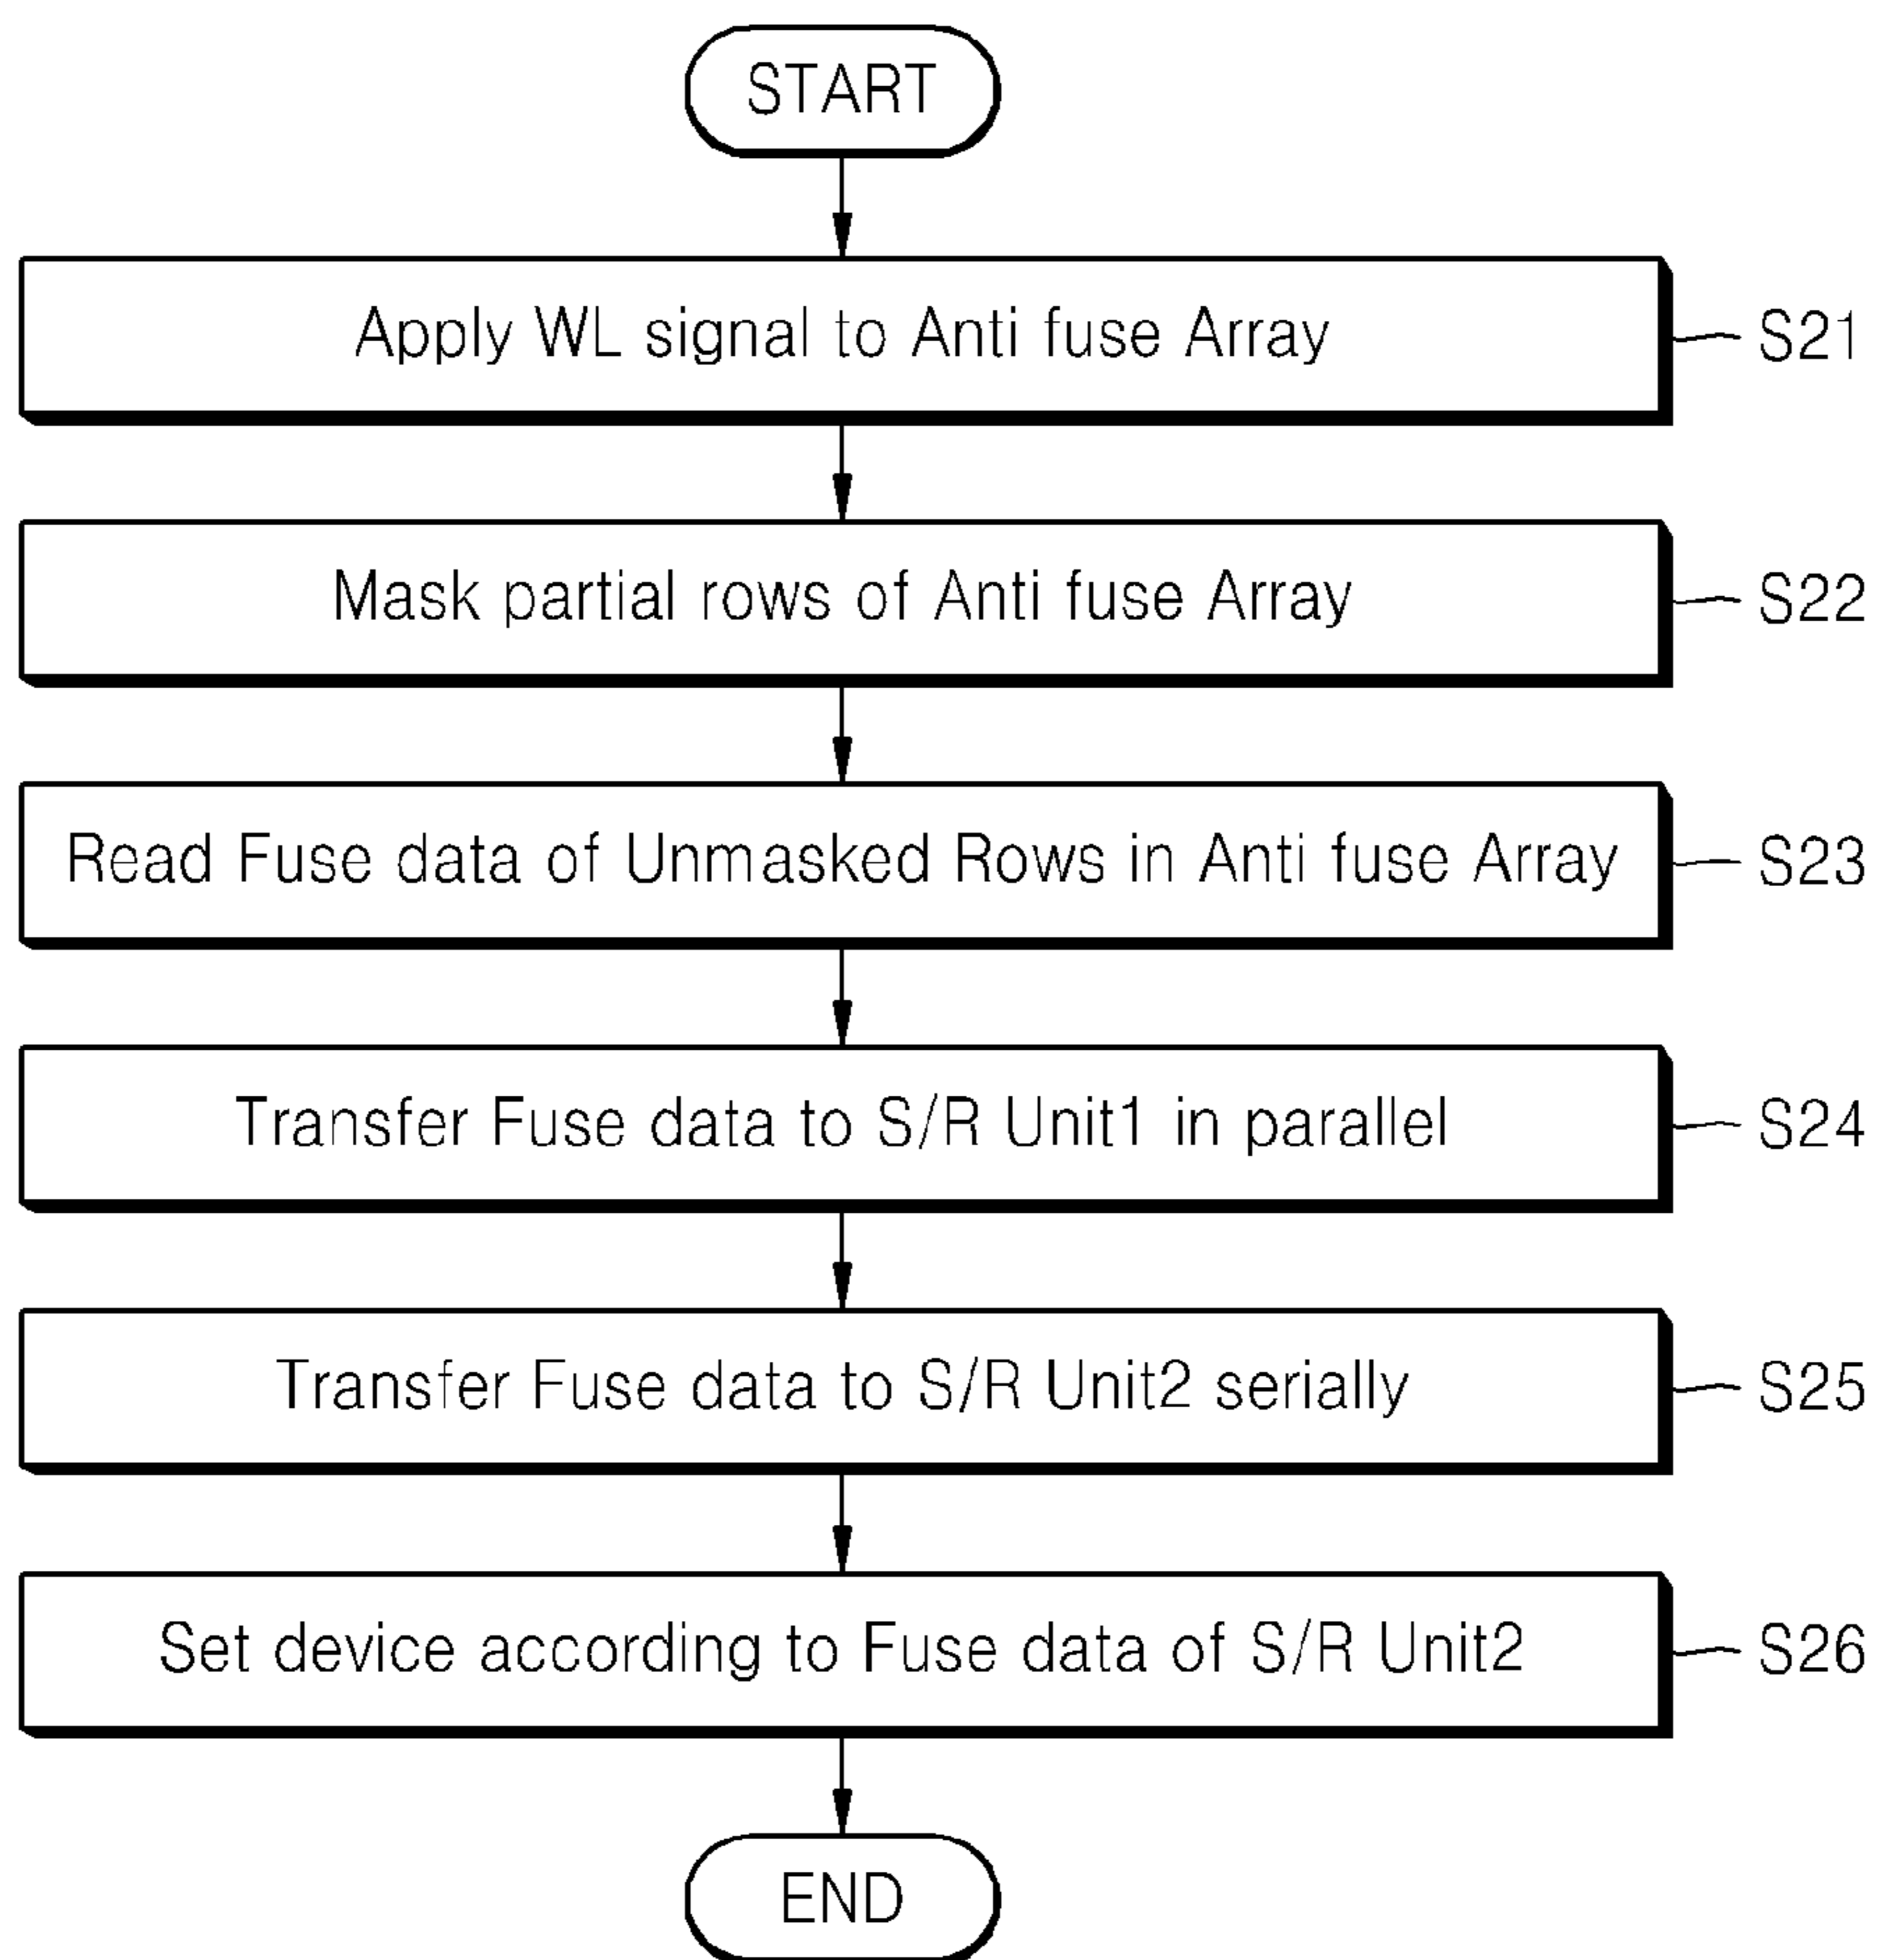 START
Apply WL signal to Anti fuse Array
S21
Mask partial rows of Anti fuse Array
S22
Read Fuse data of Unmasked Rows in Anti fuse Array
S23
Transfer Fuse data to S/R Unit1 in parallel
S24
Transfer Fuse data to S/R Unit2 serially
S25
Set device according to Fuse data of S/R Unit2
S26
END